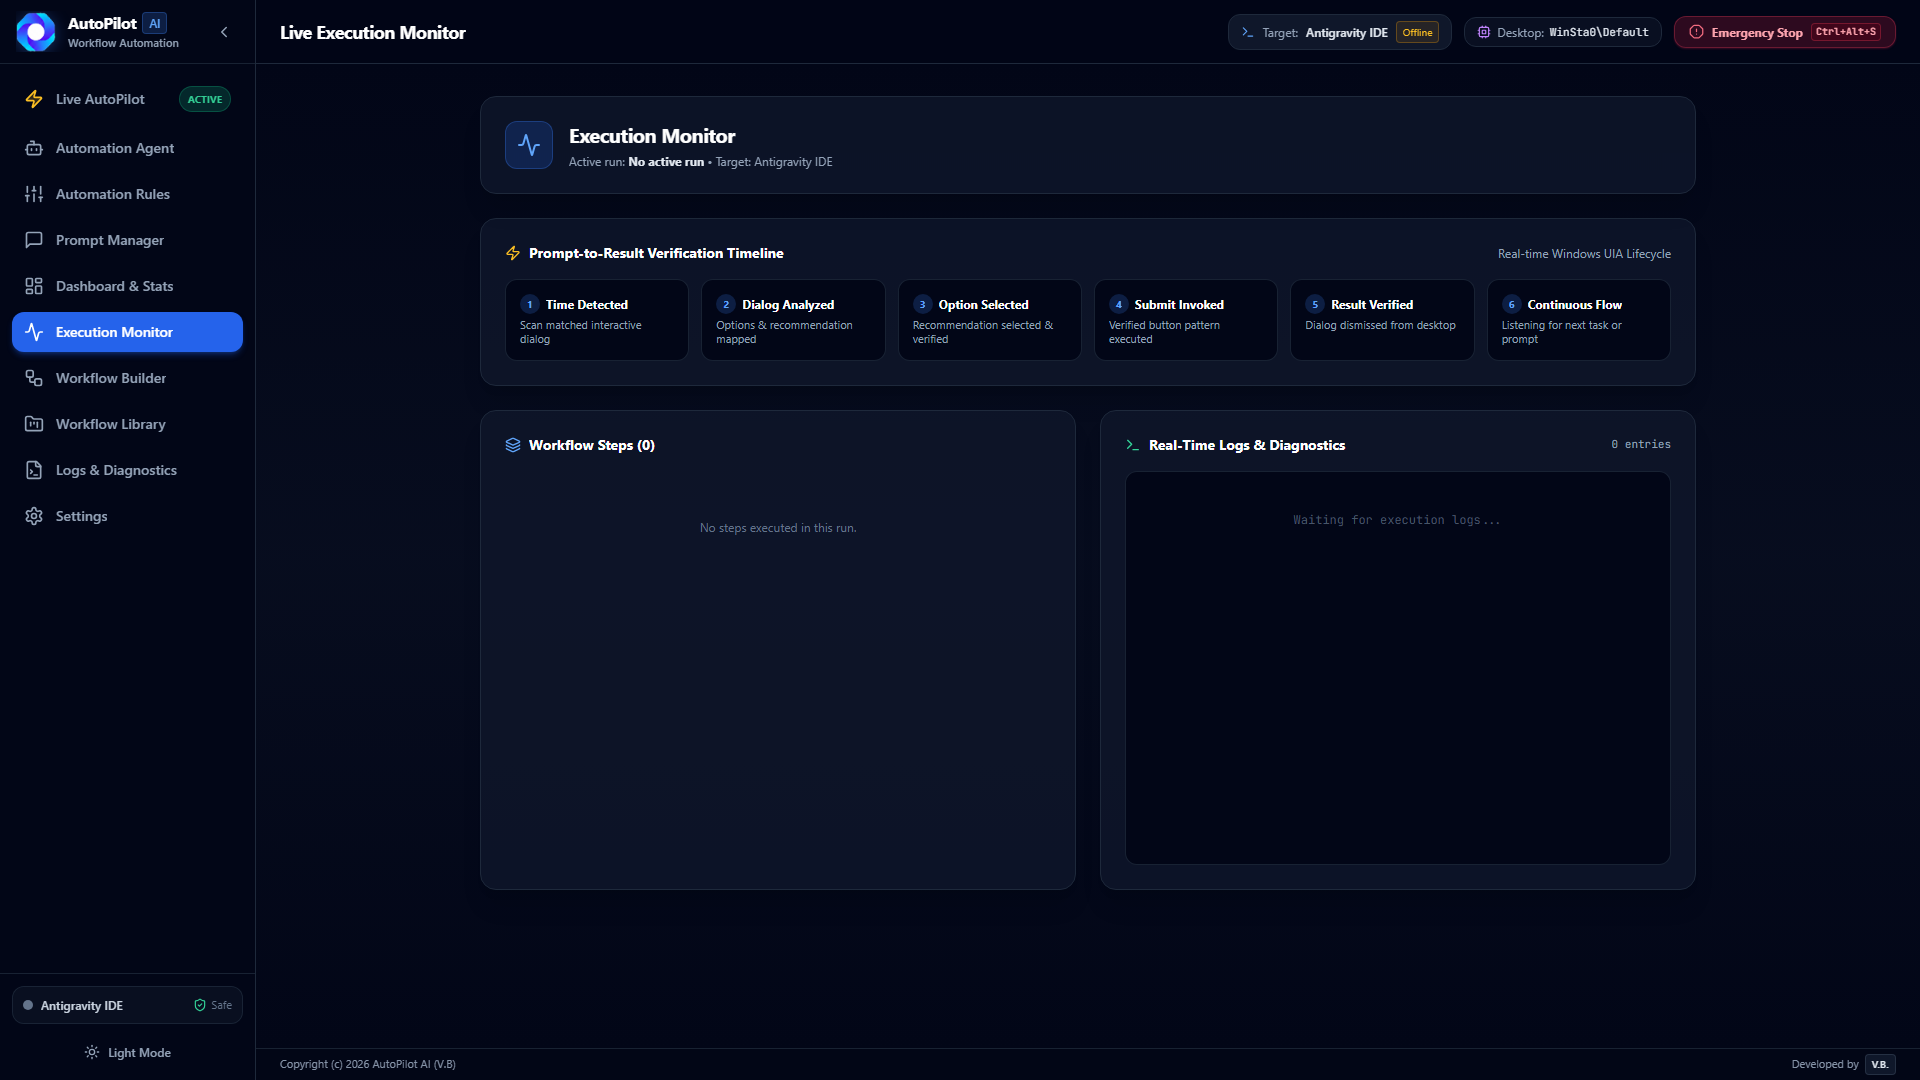 AutoPilot AI
Workflow Automation
Live AutoPilot ACTIVE
Automation Agent
Automation Rules
Prompt Manager
Dashboard & Stats
Execution Monitor
Workflow Builder
Workflow Library
Logs & Diagnostics
Settings
Antigravity IDE Safe
Light Mode
Live Execution Monitor
Target: Antigravity IDE Offline
Desktop: WinSta0\Default
Emergency Stop Ctrl+Alt+S
Execution Monitor
Active run: No active run • Target: Antigravity IDE
Prompt-to-Result Verification Timeline
Real-time Windows UIA Lifecycle
1 Time Detected
Scan matched interactive
dialog
2 Dialog Analyzed
Options & recommendation
mapped
3 Option Selected
Recommendation selected &
verified
4 Submit Invoked
Verified button pattern
executed
5 Result Verified
Dialog dismissed from desktop
6 Continuous Flow
Listening for next task or
prompt
Workflow Steps (0)
No steps executed in this run.
Real-Time Logs & Diagnostics
0 entries
Waiting for execution logs...
Copyright (c) 2026 AutoPilot AI (V.B)
Developed by V.B.